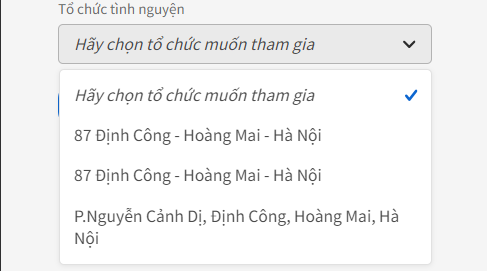 Tổ chức tình nguyện
Hãy chọn tổ chức muốn tham gia
Hãy chọn tổ chức muốn tham gia
87 Định Công - Hoàng Mai - Hà Nội
87 Định Công - Hoàng Mai - Hà Nội
P.Nguyễn Cảnh Dị, Định Công, Hoàng Mai, Hà
Nội